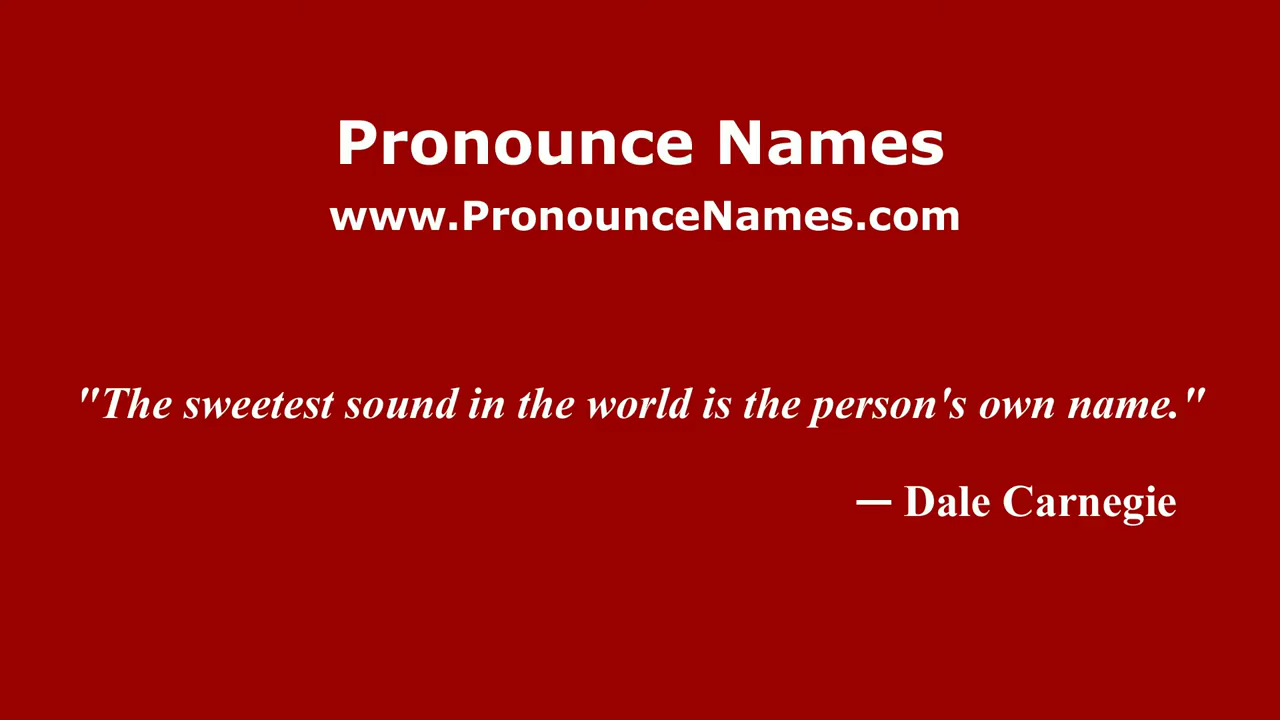 Pronounce Names
www.PronounceNames.com
"The sweetest sound in the world is the person's own name."
— Dale Carnegie